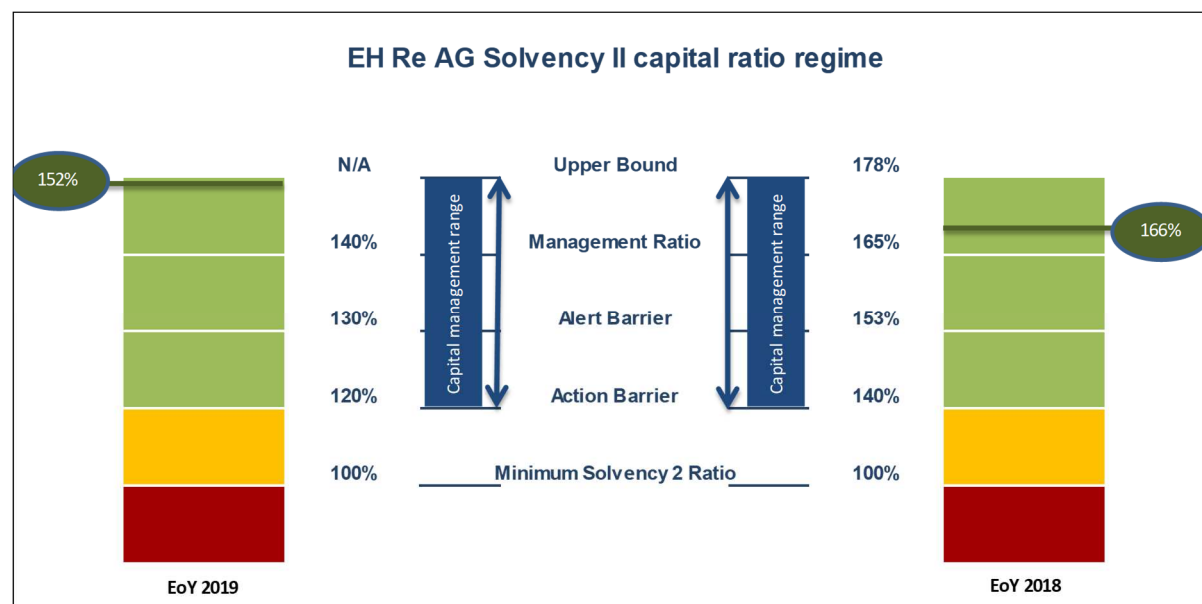 EH Re AG Solvency II capital ratio regime
N/A Upper Bound 178%
152%
166%
140% Management Ratio 165%
130% Alert Barrier 153%
120% Action Barrier 140%
100% Minimum Solvency 2 Ratio 100%
Capital management range
Capital management range
EoY 2019
EoY 2018